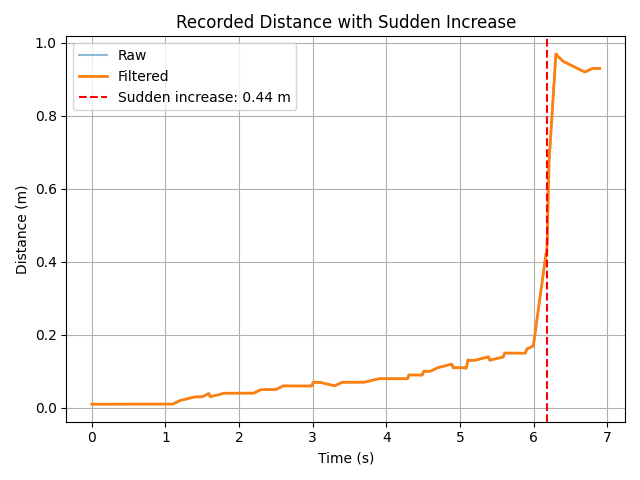 Recorded Distance with Sudden Increase
Raw
Filtered
Sudden increase: 0.44 m
Distance (m)
1.0
0.8
0.6
0.4
0.2
0.0
0 1 2 3 4 5 6 7
Time (s)